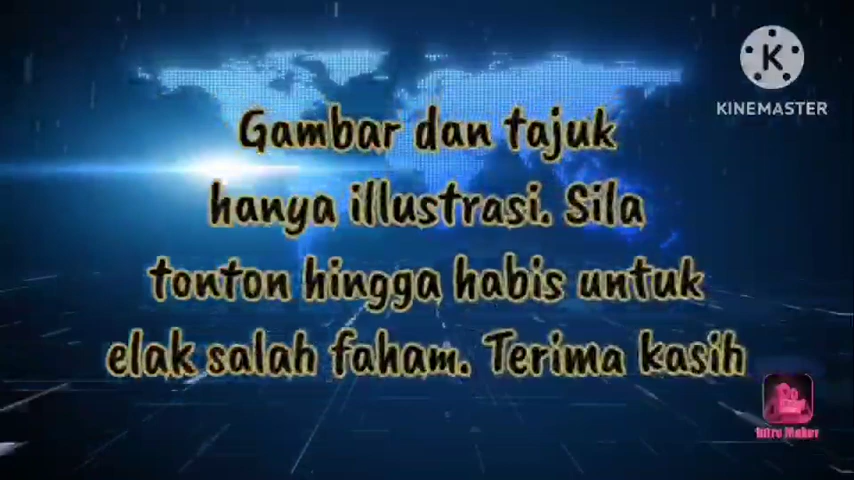 KINEMASTER
Gambar dan tajuk
hanya illustrasi. Sila
tonton hingga habis untuk
elak salah faham. Terima kasih
Intro Maker